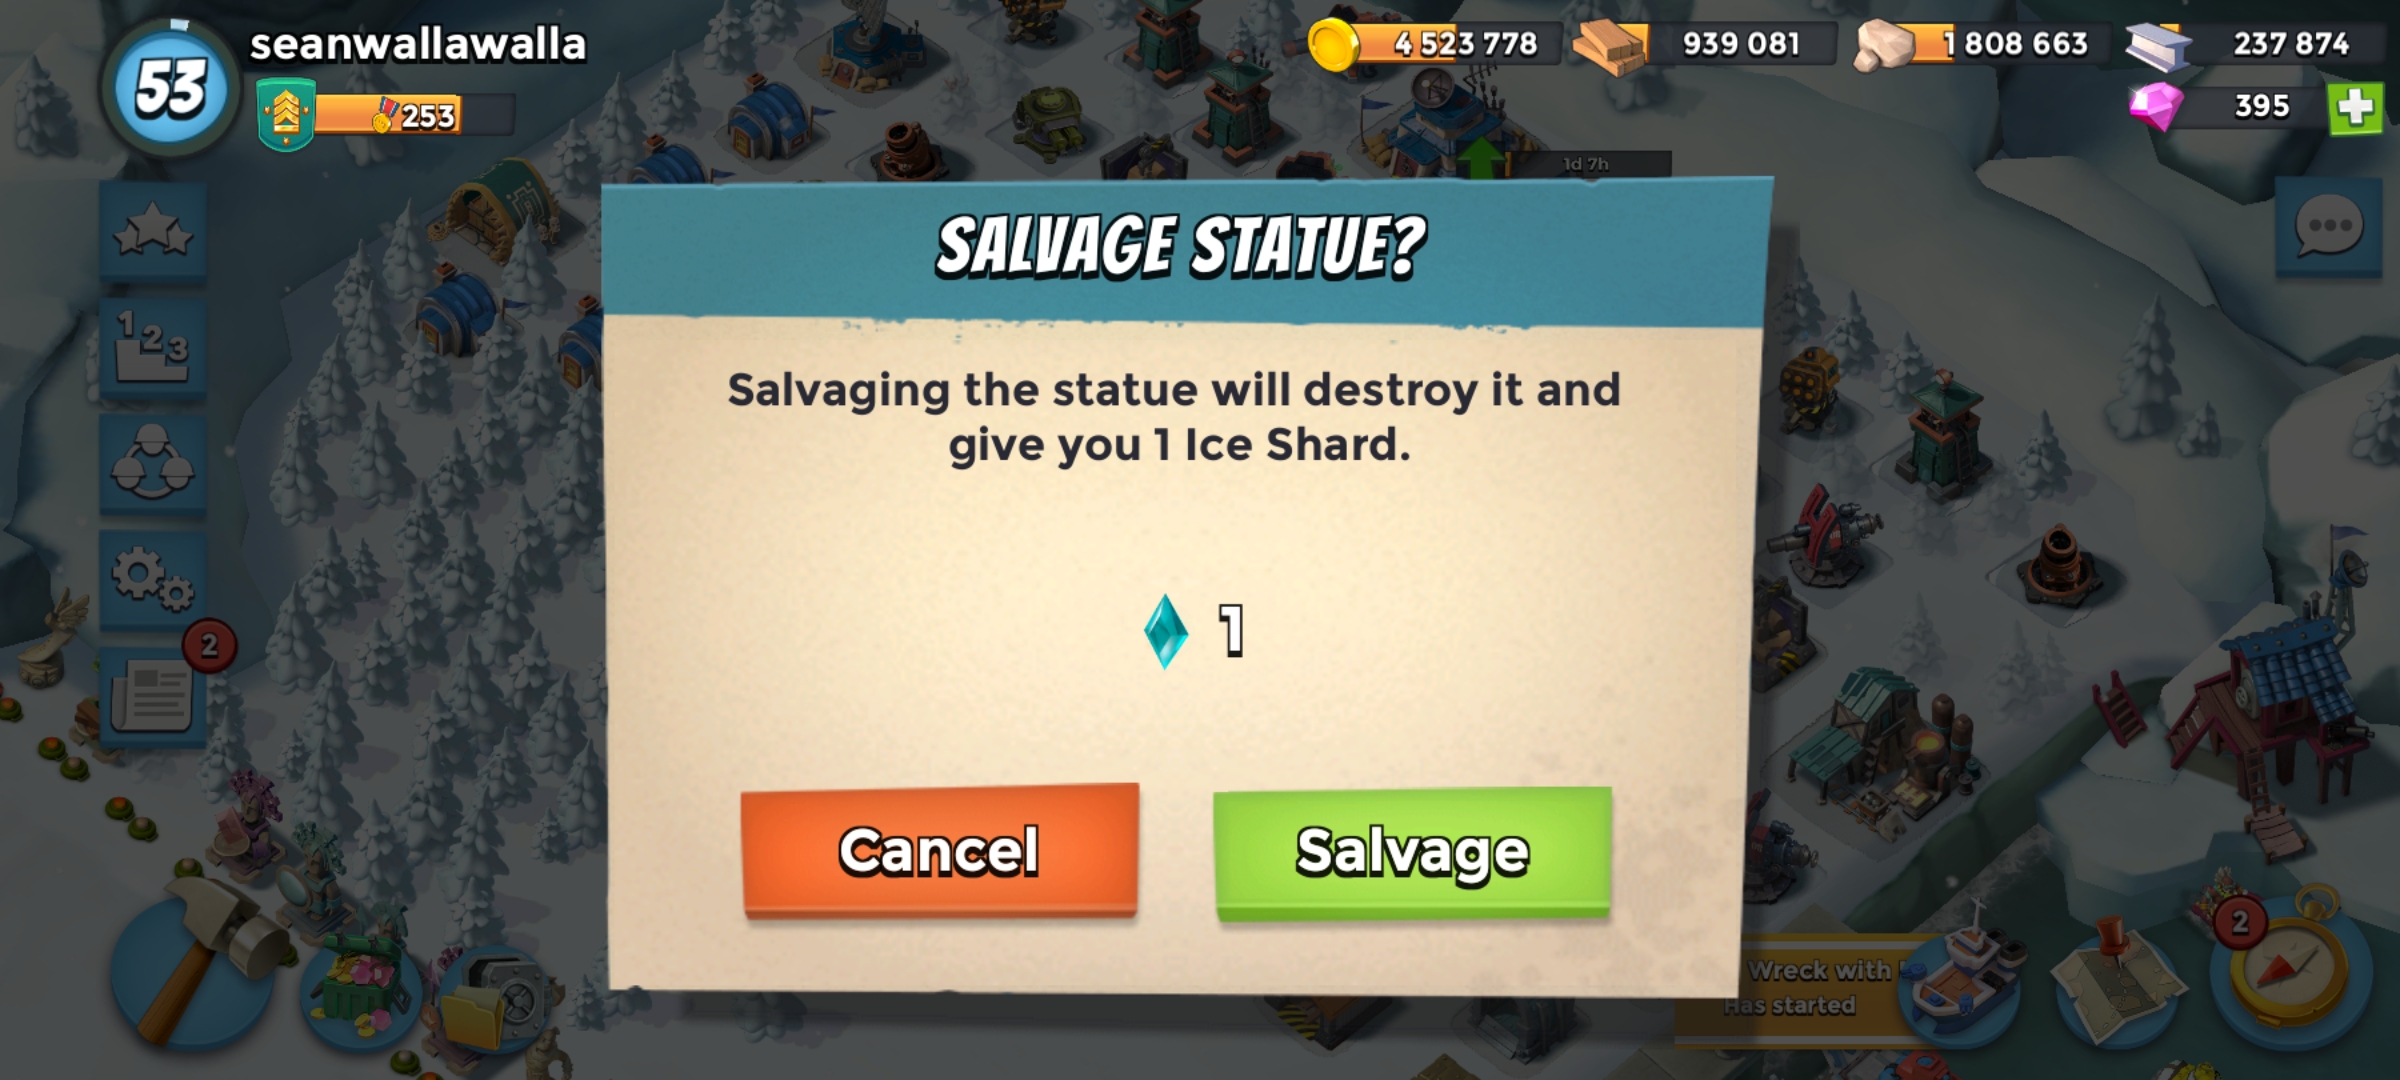 53
seanwallawalla
253
4 523 778
939 081
1 808 663
237 874
395
1d 7h
1 2 3
2
SALVAGE STATUE?
Salvaging the statue will destroy it and
give you 1 Ice Shard.
1
Cancel
Salvage
Wreck with
Has started
2